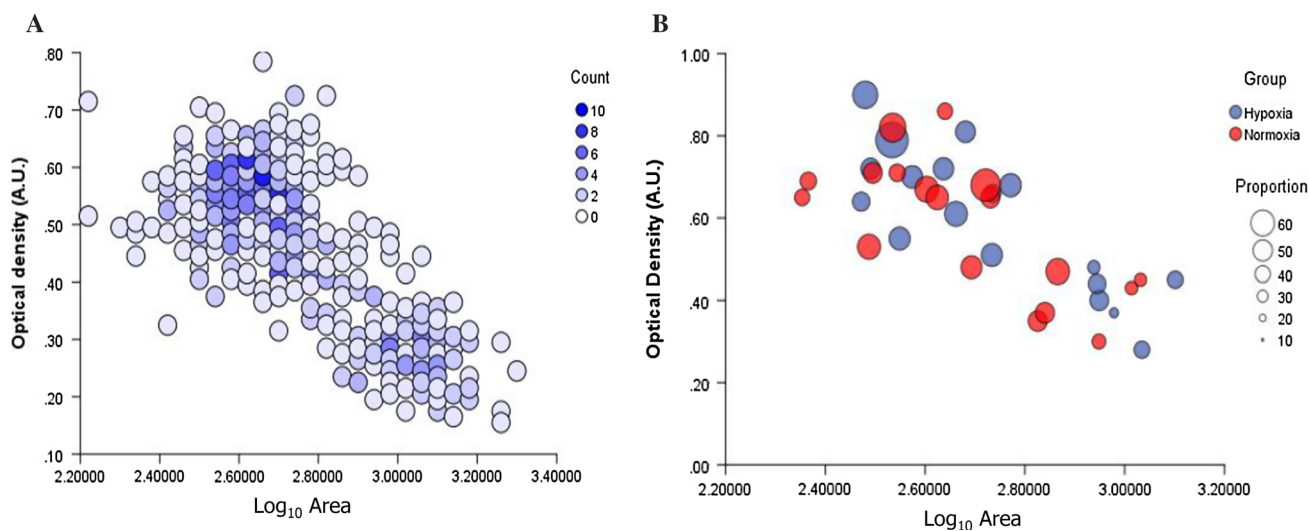 A
Optical density (A.U.)
.80
.70
.60
.50
.40
.30
.20
.10
2.20000 2.40000 2.60000 2.80000 3.00000 3.20000 3.40000
Log10 Area
Count
10
8
6
4
2
0
B
Optical Density (A.U.)
1.00
.80
.60
.40
.20
.00
2.20000 2.40000 2.60000 2.80000 3.00000 3.20000
Log10 Area
Group
Hypoxia
Normoxia
Proportion
60
50
40
30
20
10